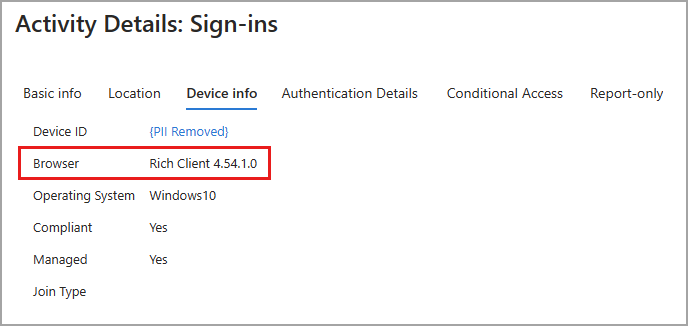 Activity Details: Sign-ins
Basic info Location Device info Authentication Details Conditional Access Report-only
Device ID {PII Removed}
Browser Rich Client 4.54.1.0
Operating System Windows10
Compliant Yes
Managed Yes
Join Type